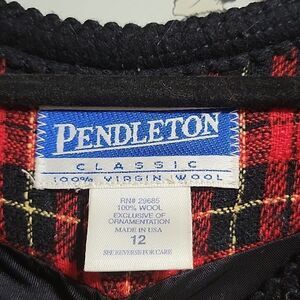 PENDLETON
CLASSIC
100% VIRGIN WOOL
RN# 29685
100% WOOL
EXCLUSIVE OF
ORNAMENTATION
MADE IN USA
12
SEE REVERSE FOR CARE